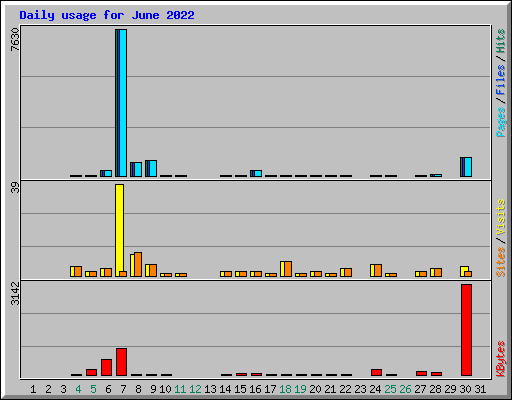 Daily usage for June 2022
7630
39
3142
Pages / Files / Hits
Sites / Visits
KBytes
1 2 3 4 5 6 7 8 9 10 11 12 13 14 15 16 17 18 19 20 21 22 23 24 25 26 27 28 29 30 31